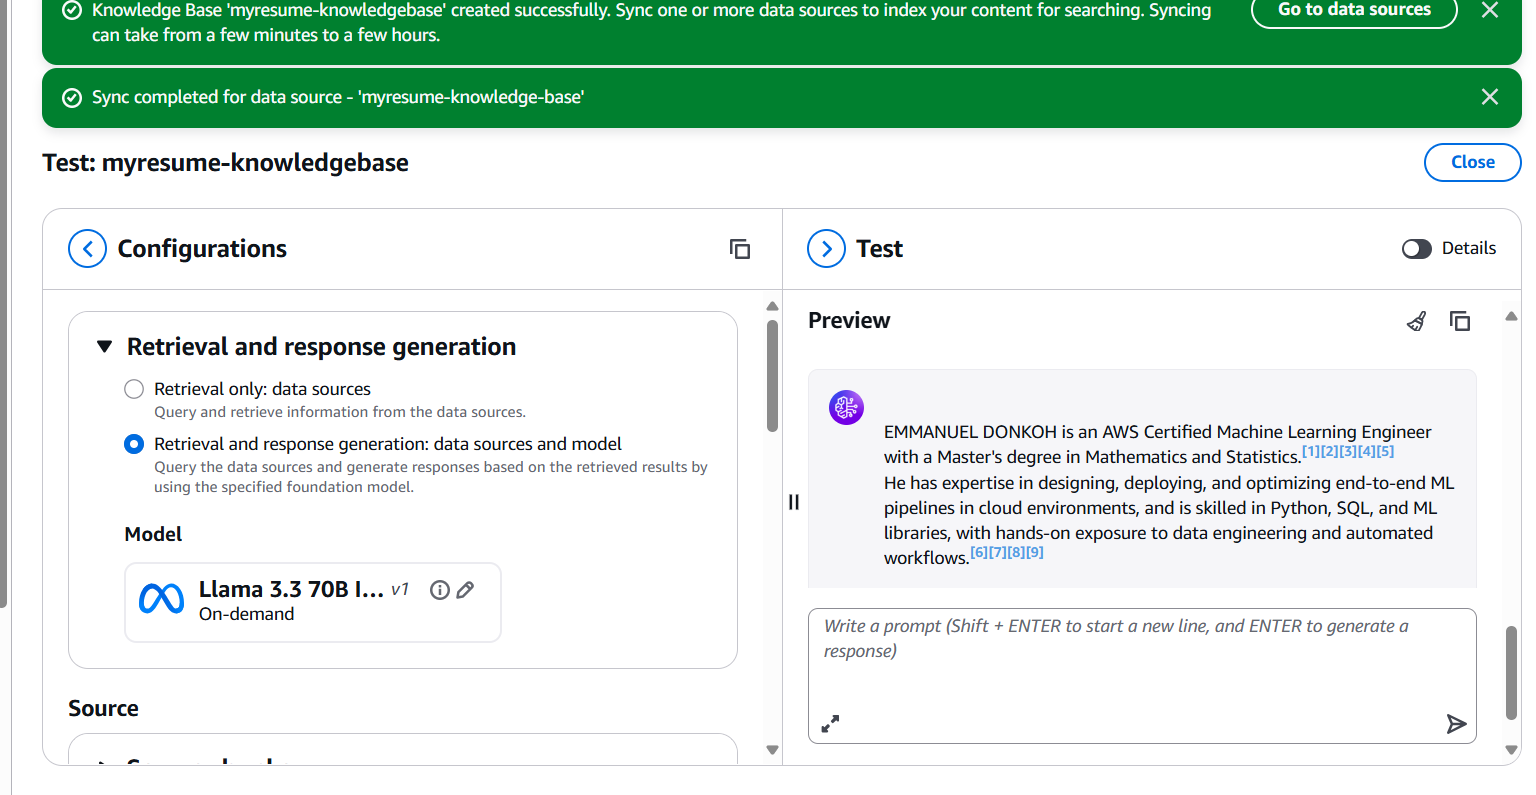 Knowledge Base 'myresume-knowledgebase' created successfully. Sync one or more data sources to index your content for searching. Syncing
can take from a few minutes to a few hours.
Go to data sources
Sync completed for data source - 'myresume-knowledge-base'
Test: myresume-knowledgebase
Close
Configurations
Retrieval and response generation
Retrieval only: data sources
Query and retrieve information from the data sources.
Retrieval and response generation: data sources and model
Query the data sources and generate responses based on the retrieved results by
using the specified foundation model.
Model
Llama 3.3 70B I... v1
On-demand
Source
Test
Details
Preview
EMMANUEL DONKOH is an AWS Certified Machine Learning Engineer
with a Master's degree in Mathematics and Statistics.[1][2][3][4][5]
He has expertise in designing, deploying, and optimizing end-to-end ML
pipelines in cloud environments, and is skilled in Python, SQL, and ML
libraries, with hands-on exposure to data engineering and automated
workflows.[6][7][8][9]
Write a prompt (Shift + ENTER to start a new line, and ENTER to generate a
response)